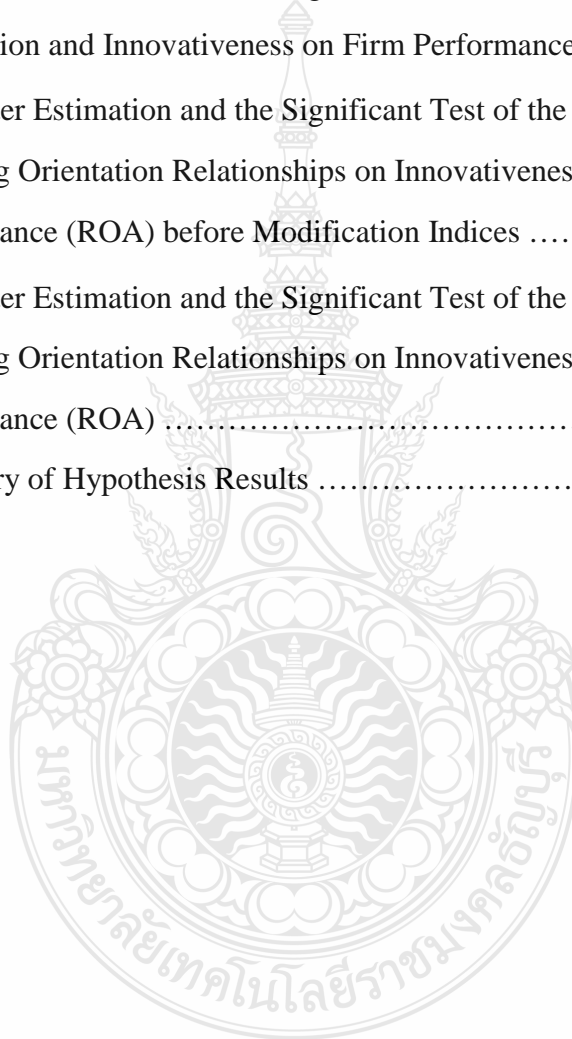 ion and Innovativeness on Firm Performance
er Estimation and the Significant Test of the
g Orientation Relationships on Innovativenes
ance (ROA) before Modification Indices ….
er Estimation and the Significant Test of the
g Orientation Relationships on Innovativenes
ance (ROA) ………………………………
ry of Hypothesis Results ……………………
มหาวิทยาลัยเทคโนโลยีราชมงคลธัญบุรี